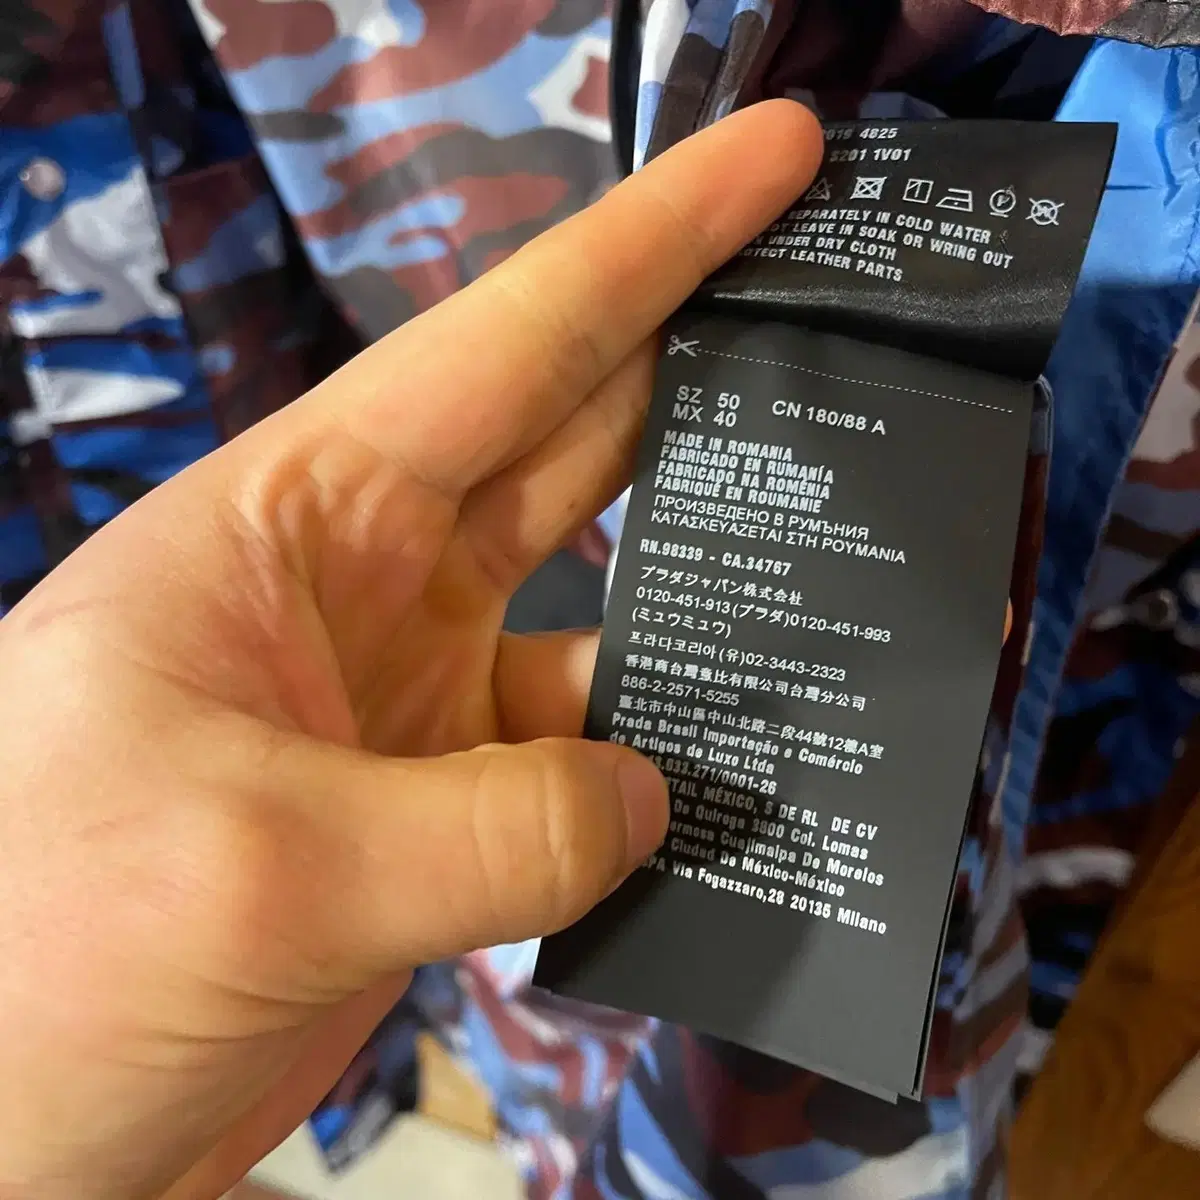 4825
S201 1V01
SEPARATELY IN COLD WATER
LEAVE IN SOAK OR WRING OUT
UNDER DRY CLOTH
LEATHER PARTS
SZ 50 CN 180/88 A
MX 40
MADE IN ROMANIA
FABRICADO EN RUMANÍA
FABRICADO NA ROMÊNIA
FABRIQUÉ EN ROUMANIE
ПРОИЗВЕДЕНО В РУМЪНИЯ
ΚΑΤΑΣΚΕΥΑΖΕΤΑΙ ΣΤΗ ΡΟΥΜΑΝΙΑ
RN.98339 - CA.34767
プラダジャパン株式会社
0120-451-913(プラダ)0120-451-993
(ミュウミュウ)
프라다코리아(유)02-3443-2323
香港商台灣壹比有限公司台灣分公司
886-2-2571-5255
臺北市中山區中山北路二段44號12樓A室
Prada Brasil Importação e Comércio
de Artigos de Luxo Ltda
.033.271/0001-26
MÉXICO, S DE RL DE CV
De Quiroga 3800 Col. Lomas
Cuajimalpa De Morelos
Ciudad De México-México
Via Fogazzaro,28 20135 Milano